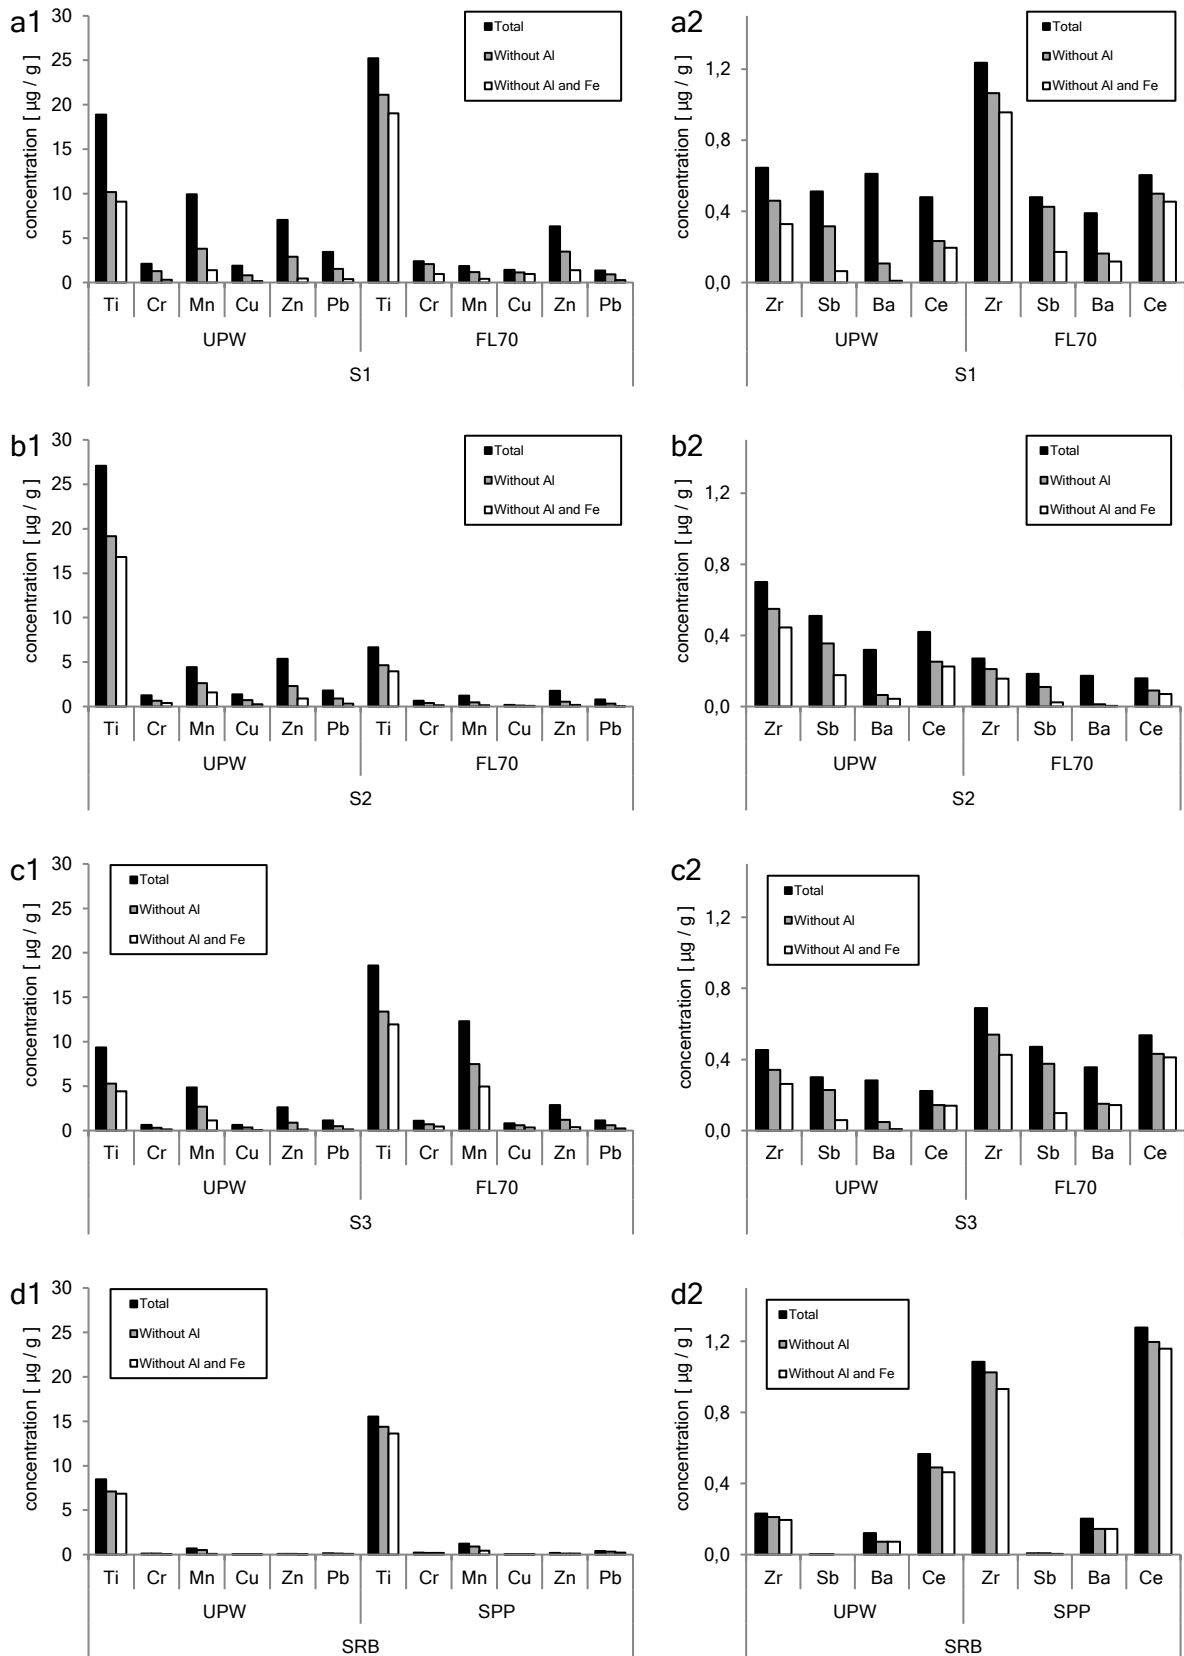 a1
concentration [ µg / g ]
30
25
20
15
10
5
0
Total
Without Al
Without Al and Fe
Ti Cr Mn Cu Zn Pb Ti Cr Mn Cu Zn Pb
UPW FL70
S1
a2
concentration [ µg / g ]
1,2
0,8
0,4
0,0
Total
Without Al
Without Al and Fe
Zr Sb Ba Ce Zr Sb Ba Ce
UPW FL70
S1
b1
concentration [ µg / g ]
30
25
20
15
10
5
0
Total
Without Al
Without Al and Fe
Ti Cr Mn Cu Zn Pb Ti Cr Mn Cu Zn Pb
UPW FL70
S2
b2
concentration [ µg / g ]
1,2
0,8
0,4
0,0
Total
Without Al
Without Al and Fe
Zr Sb Ba Ce Zr Sb Ba Ce
UPW FL70
S2
c1
concentration [ µg / g ]
30
25
20
15
10
5
0
Total
Without Al
Without Al and Fe
Ti Cr Mn Cu Zn Pb Ti Cr Mn Cu Zn Pb
UPW FL70
S3
c2
concentration [ µg / g ]
1,2
0,8
0,4
0,0
Total
Without Al
Without Al and Fe
Zr Sb Ba Ce Zr Sb Ba Ce
UPW FL70
S3
d1
concentration [ µg / g ]
30
25
20
15
10
5
0
Total
Without Al
Without Al and Fe
Ti Cr Mn Cu Zn Pb Ti Cr Mn Cu Zn Pb
UPW SPP
SRB
d2
concentration [ µg / g ]
1,2
0,8
0,4
0,0
Total
Without Al
Without Al and Fe
Zr Sb Ba Ce Zr Sb Ba Ce
UPW SPP
SRB